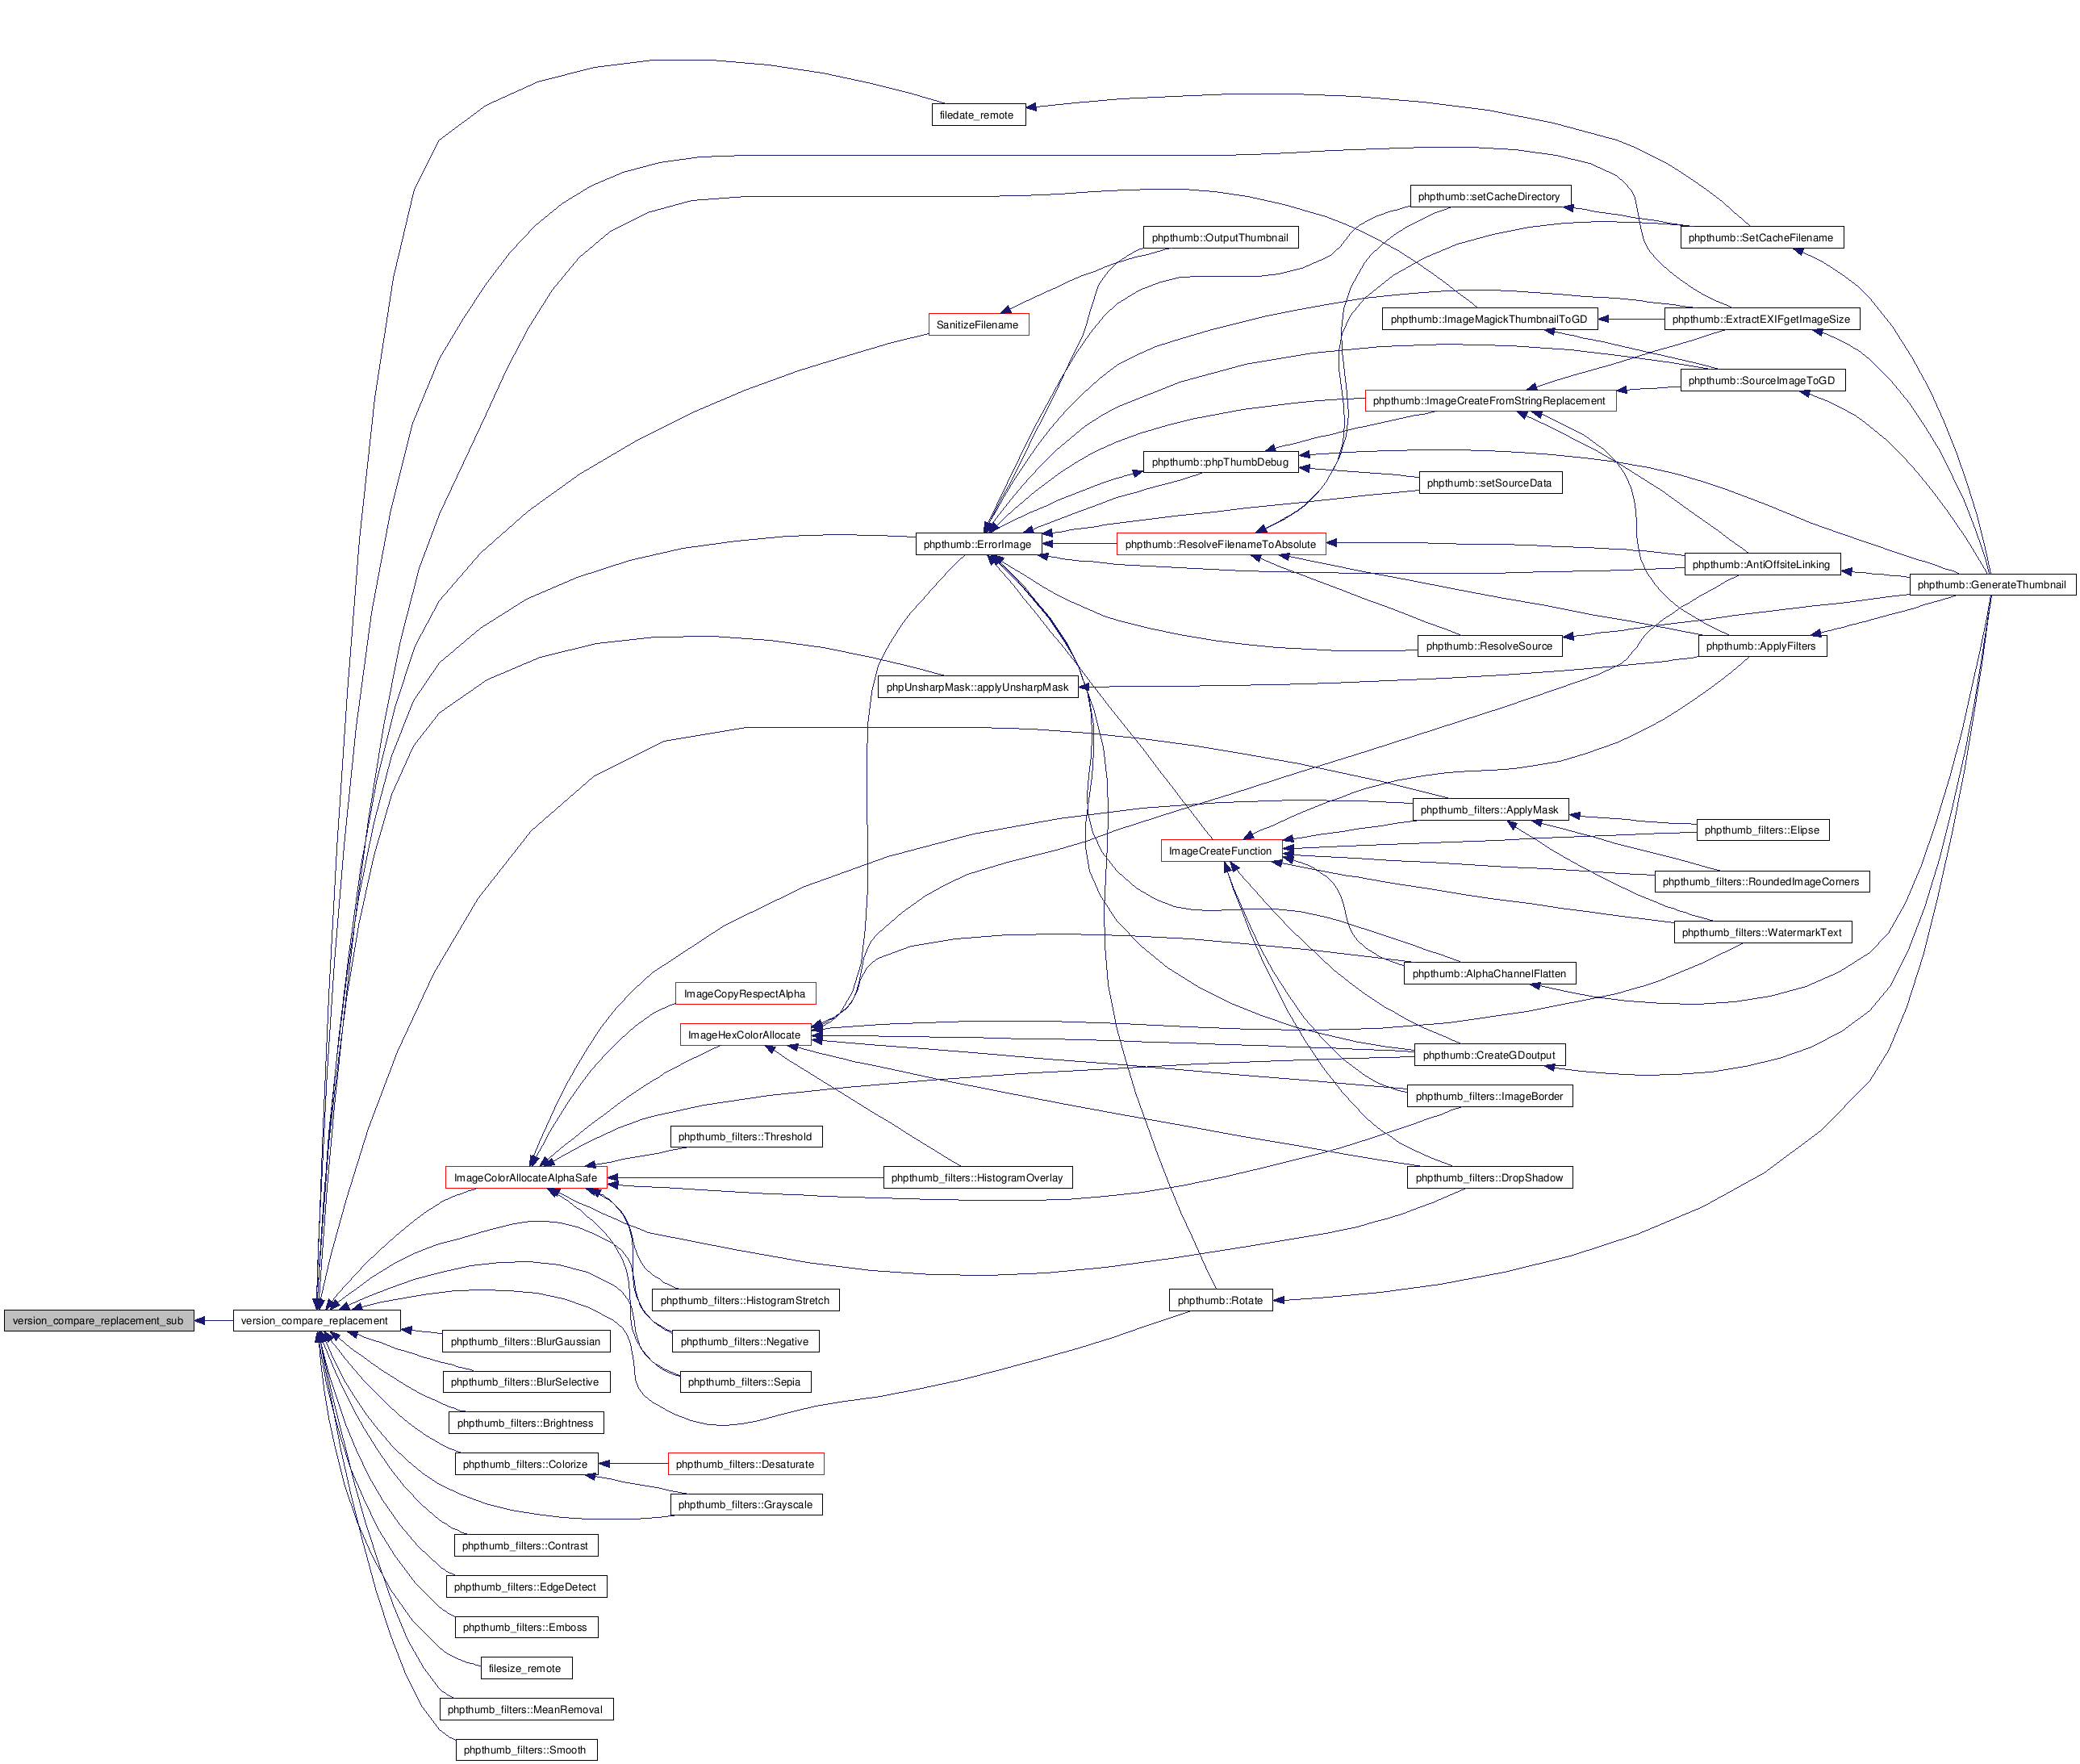 filedate_remote
phpthumb::setCacheDirectory
phpthumb::OutputThumbnail
phpthumb::SetCacheFilename
SanitizeFilename
phpthumb::ImageMagickThumbnailToGD
phpthumb::ExtractEXIFgetImageSize
phpthumb::SourceImageToGD
phpthumb::ImageCreateFromStringReplacement
phpthumb::phpThumbDebug
phpthumb::setSourceData
phpthumb::ErrorImage
phpthumb::ResolveFilenameToAbsolute
phpthumb::AntiOffsiteLinking
phpthumb::GenerateThumbnail
phpthumb::ResolveSource
phpthumb::ApplyFilters
phpUnsharpMask::applyUnsharpMask
phpthumb_filters::ApplyMask
phpthumb_filters::Elipse
ImageCreateFunction
phpthumb_filters::RoundedImageCorners
phpthumb_filters::WatermarkText
phpthumb::AlphaChannelFlatten
ImageCopyRespectAlpha
ImageHexColorAllocate
phpthumb::CreateGDoutput
phpthumb_filters::ImageBorder
phpthumb_filters::Threshold
ImageColorAllocateAlphaSafe
phpthumb_filters::HistogramOverlay
phpthumb_filters::DropShadow
phpthumb_filters::HistogramStretch
phpthumb::Rotate
version_compare_replacement_sub
version_compare_replacement
phpthumb_filters::BlurGaussian
phpthumb_filters::Negative
phpthumb_filters::BlurSelective
phpthumb_filters::Sepia
phpthumb_filters::Brightness
phpthumb_filters::Colorize
phpthumb_filters::Desaturate
phpthumb_filters::Grayscale
phpthumb_filters::Contrast
phpthumb_filters::EdgeDetect
phpthumb_filters::Emboss
filesize_remote
phpthumb_filters::MeanRemoval
phpthumb_filters::Smooth